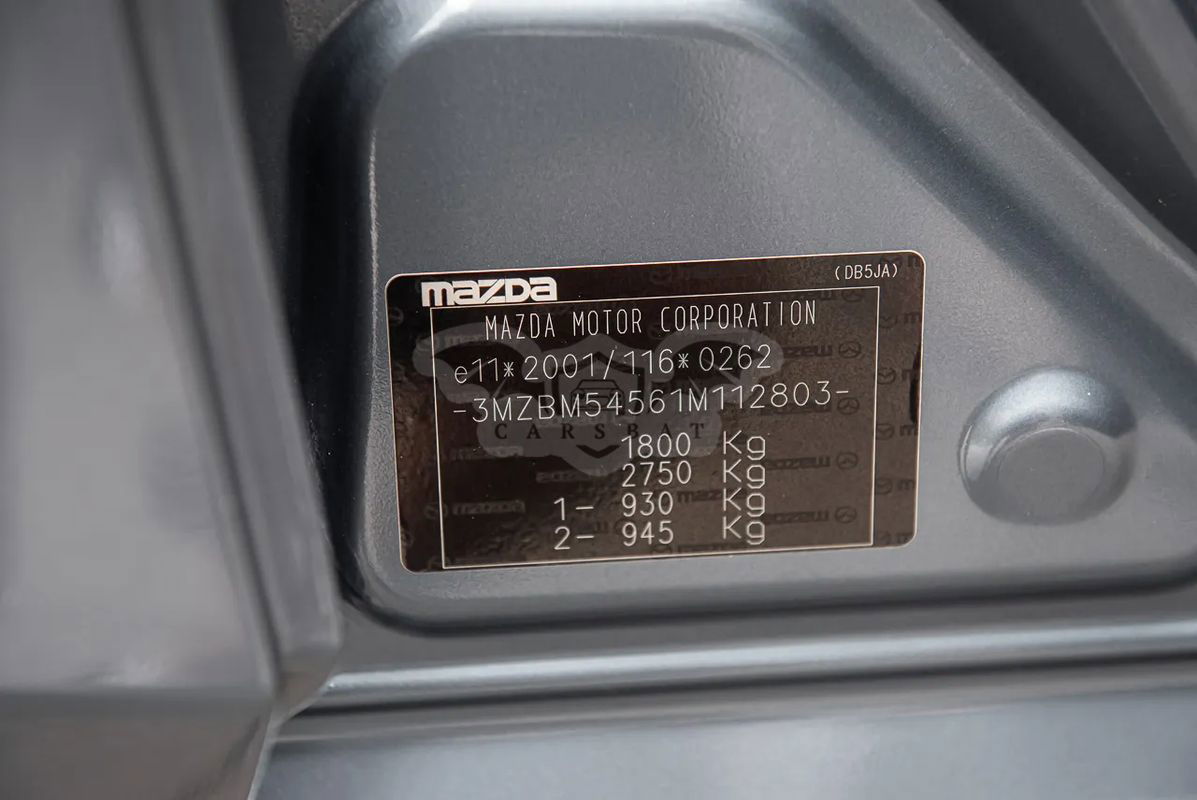 mazda
(DB5JA)
MAZDA MOTOR CORPORATION
e11*2001/116*0262
-3MZBM54561M112803-
CARSBAT
1800 Kg
2750 Kg
1- 930 Kg
2- 945 Kg